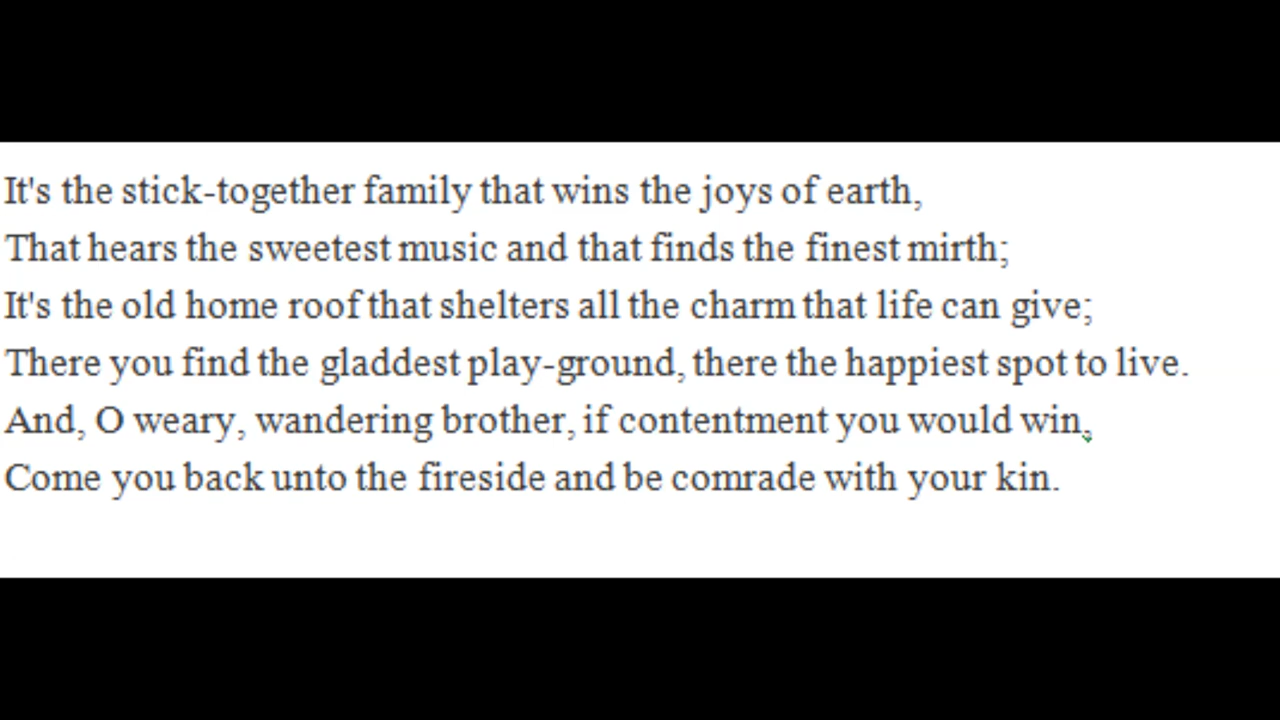 It's the stick-together family that wins the joys of earth,
That hears the sweetest music and that finds the finest mirth;
It's the old home roof that shelters all the charm that life can give;
There you find the gladdest play-ground, there the happiest spot to live.
And, O weary, wandering brother, if contentment you would win,
Come you back unto the fireside and be comrade with your kin.